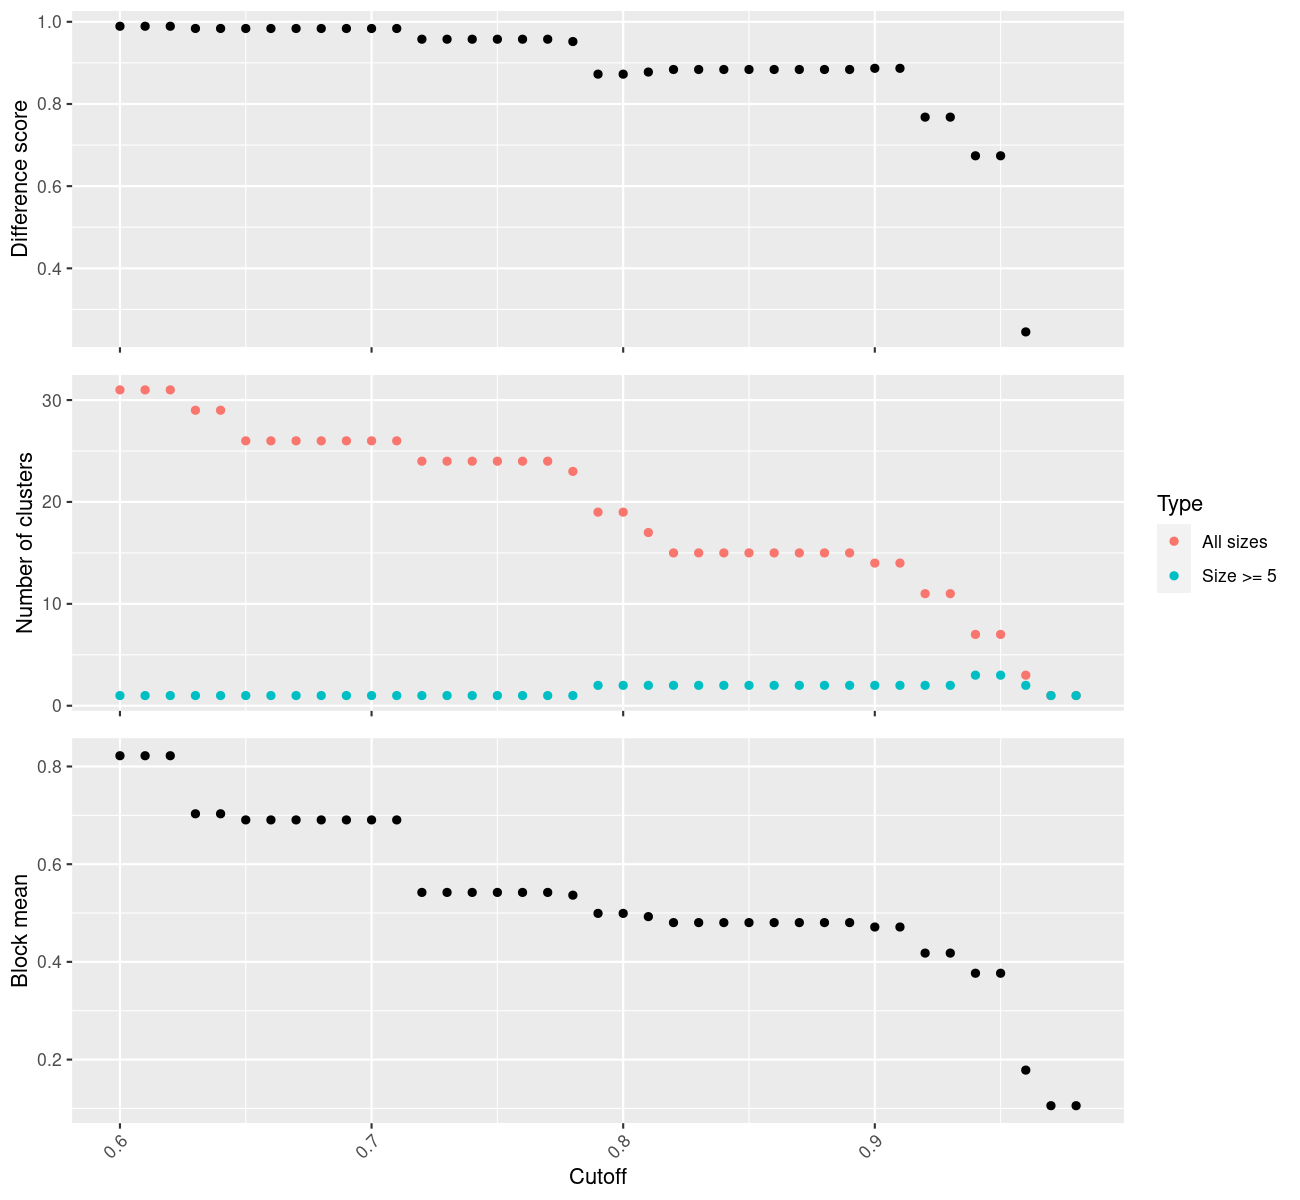 1.0
0.8
0.6
0.4
Difference score
30
20
10
0
Number of clusters
Type
All sizes
Size >= 5
0.8
0.6
0.4
0.2
Block mean
0.6
0.7
0.8
0.9
Cutoff